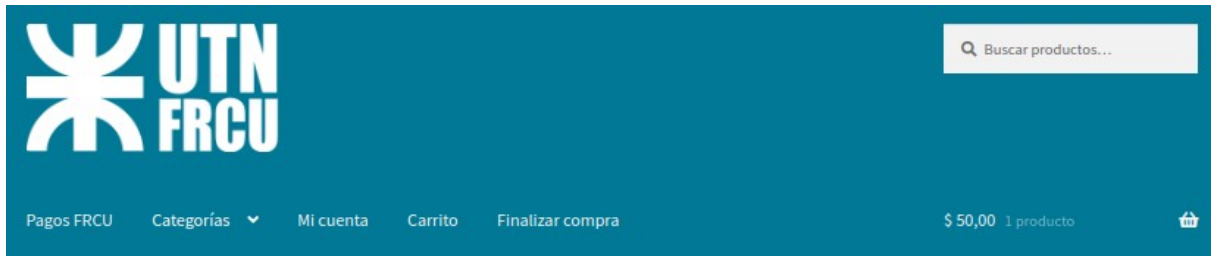 UTN
FRCU
Buscar productos…
Pagos FRCU Categorías Mi cuenta Carrito Finalizar compra $ 50,00 1 producto